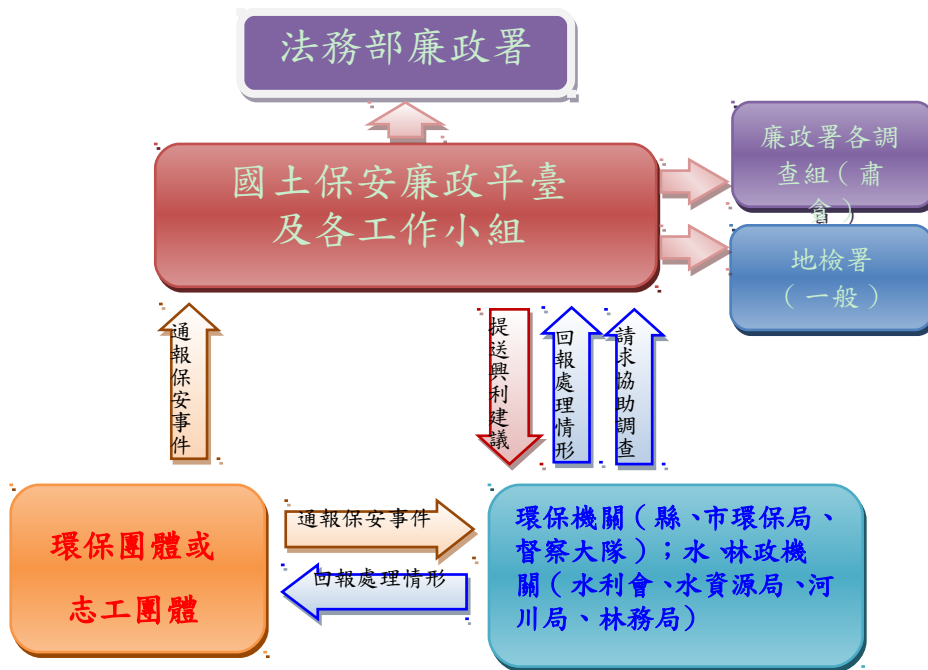 法務部廉政署
國土保安廉政平臺
及各工作小組
廉政署各調
查組(肅
貪)
地檢署
(一般)
通報保安事件
提送興利建議
回報處理情形
請求協助調查
環保團體或
志工團體
通報保安事件
回報處理情形
環保機關(縣、市環保局、
督察大隊);水、林政機
關(水利會、水資源局、河
川局、林務局)